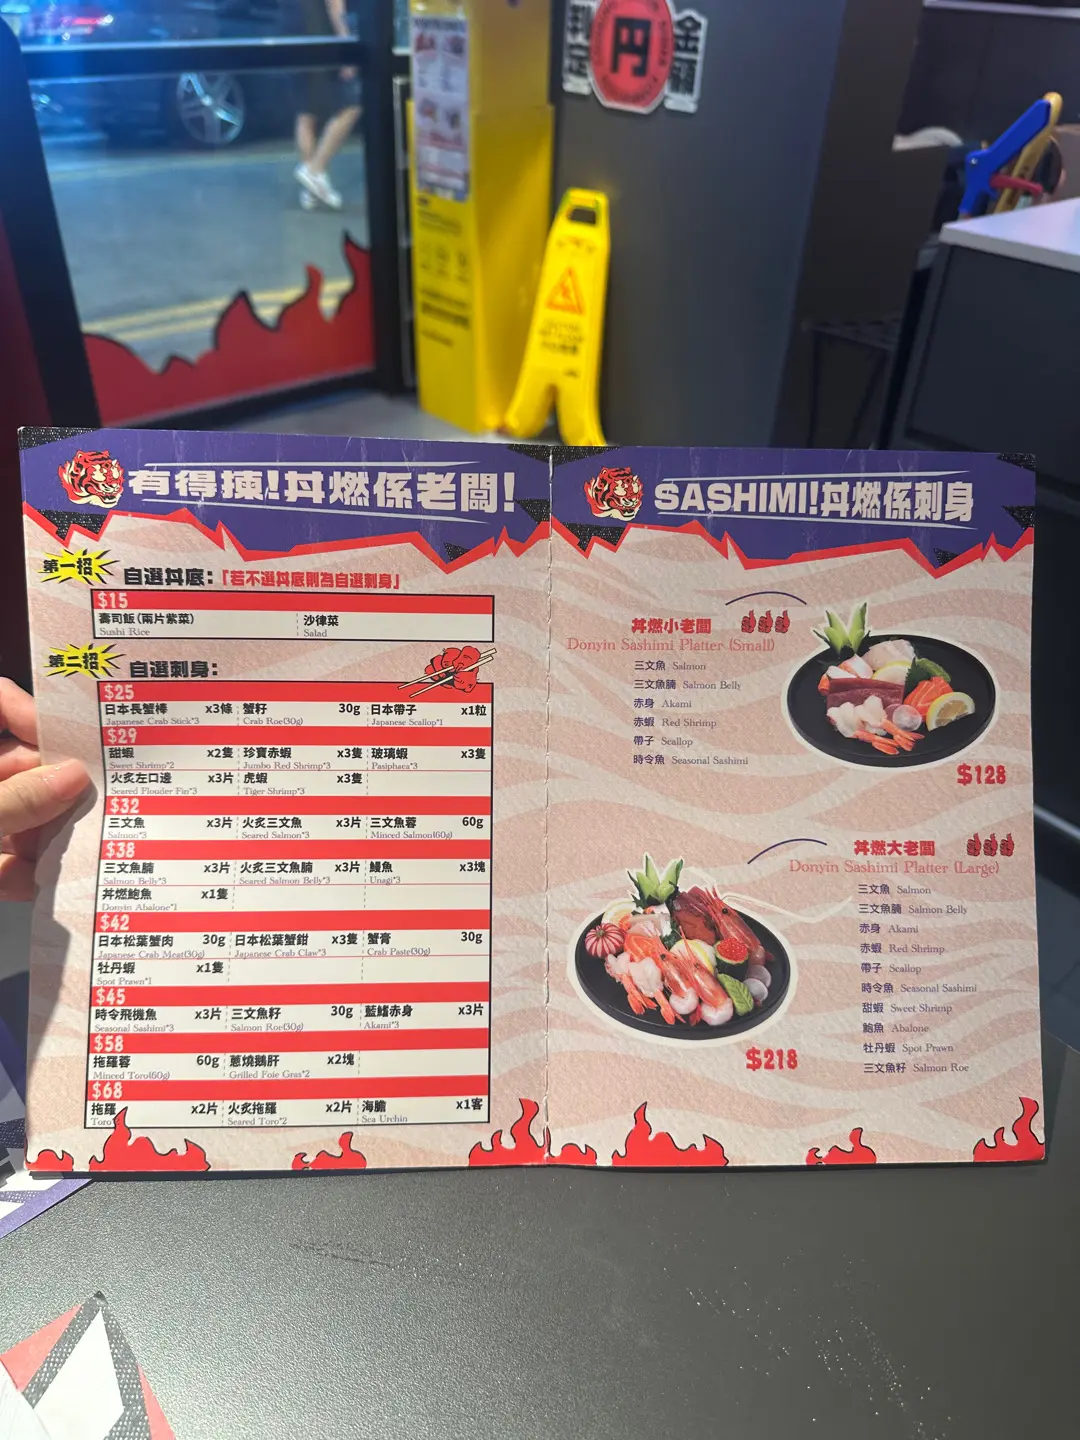 円
金
有得揀!丼燃係老闆!
第一招 自選丼底:「若不選丼底則為自選刺身」
$15
壽司飯(兩片紫菜) 沙律菜
Sushi Rice Salad
第二招 自選刺身:
$25
日本長蟹棒 x3條 蟹籽 30g 日本帶子 x1粒
Japanese Crab Stick*3 Crab Roe(30g) Japanese Scallop*1
$29
甜蝦 x2隻 珍寶赤蝦 x3隻 玻璃蝦 x3隻
Sweet Shrimp*2 Jumbo Red Shrimp*3 Pasiphaea*3
火炙左口邊 x3片 虎蝦 x3隻
Seared Flouder Fin*3 Tiger Shrimp*3
$32
三文魚 x3片 火炙三文魚 x3片 三文魚蓉 60g
Salmon*3 Seared Salmon*3 Minced Salmon(60g)
$38
三文魚腩 x3片 火炙三文魚腩 x3片 鰻魚 x3塊
Salmon Belly*3 Seared Salmon Belly*3 Unagi*3
丼燃鮑魚 x1隻
Donyin Abalone*1
$42
日本松葉蟹肉 30g 日本松葉蟹鉗 x3隻 蟹膏 30g
Japanese Crab Meat(30g) Japanese Crab Claw*3 Crab Paste(30g)
牡丹蝦 x1隻
Spot Prawn*1
$45
時令飛機魚 x3片 三文魚籽 30g 藍鰭赤身 x3片
Seasonal Sashimi*3 Salmon Roe(30g) Akami*3
$58
拖羅蓉 60g 蔥燒鵝肝 x2塊
Minced Toro(60g) Grilled Foie Gras*2
$68
拖羅 x2片 火炙拖羅 x2片 海膽 x1客
Toro Seared Toro*2 Sea Urchin
SASHIMI!丼燃係刺身
丼燃小老闆
Donyin Sashimi Platter (Small)
三文魚 Salmon
三文魚腩 Salmon Belly
赤身 Akami
赤蝦 Red Shrimp
帶子 Scallop
時令魚 Seasonal Sashimi
$128
丼燃大老闆
Donyin Sashimi Platter (Large)
三文魚 Salmon
三文魚腩 Salmon Belly
赤身 Akami
赤蝦 Red Shrimp
帶子 Scallop
時令魚 Seasonal Sashimi
甜蝦 Sweet Shrimp
鮑魚 Abalone
牡丹蝦 Spot Prawn
三文魚籽 Salmon Roe
$218